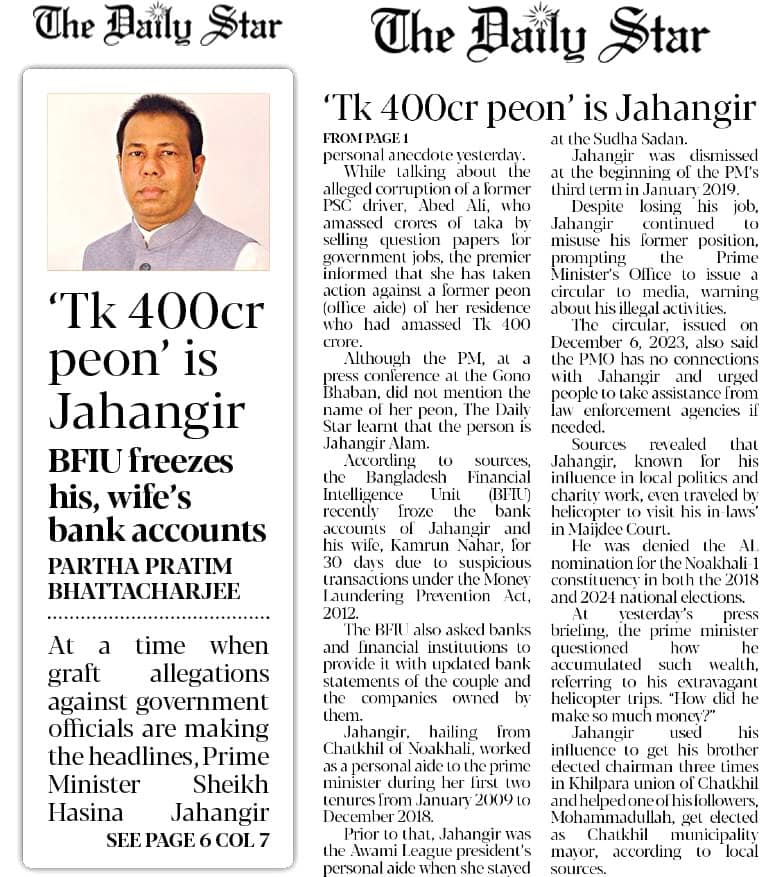 The Daily Star
‘Tk 400cr
peon’ is
Jahangir
BFIU freezes
his, wife’s
bank accounts
PARTHA PRATIM
BHATTACHARJEE
At a time when
graft allegations
against government
officials are making
the headlines, Prime
Minister Sheikh
Hasina Jahangir
SEE PAGE 6 COL 7
The Daily Star
‘Tk 400cr peon’ is Jahangir
FROM PAGE 1
personal anecdote yesterday.
While talking about the
alleged corruption of a former
PSC driver, Abed Ali, who
amassed crores of taka by
selling question papers for
government jobs, the premier
informed that she has taken
action against a former peon
(office aide) of her residence
who had amassed Tk 400
crore.
Although the PM, at a
press conference at the Gono
Bhaban, did not mention the
name of her peon, The Daily
Star learnt that the person is
Jahangir Alam.
According to sources,
the Bangladesh Financial
Intelligence Unit (BFIU)
recently froze the bank
accounts of Jahangir and
his wife, Kamrun Nahar, for
30 days due to suspicious
transactions under the Money
Laundering Prevention Act,
2012.
The BFIU also asked banks
and financial institutions to
provide it with updated bank
statements of the couple and
the companies owned by
them.
Jahangir, hailing from
Chatkhil of Noakhali, worked
as a personal aide to the prime
minister during her first two
tenures from January 2009 to
December 2018.
Prior to that, Jahangir was
the Awami League president’s
personal aide when she stayed
at the Sudha Sadan.
Jahangir was dismissed
at the beginning of the PM’s
third term in January 2019.
Despite losing his job,
Jahangir continued to
misuse his former position,
prompting the Prime
Minister’s Office to issue a
circular to media, warning
about his illegal activities.
The circular, issued on
December 6, 2023, also said
the PMO has no connections
with Jahangir and urged
people to take assistance from
law enforcement agencies if
needed.
Sources revealed that
Jahangir, known for his
influence in local politics and
charity work, even traveled by
helicopter to visit his in-laws’
in Maijdee Court.
He was denied the AL
nomination for the Noakhali-1
constituency in both the 2018
and 2024 national elections.
At yesterday’s press
briefing, the prime minister
questioned how he
accumulated such wealth,
referring to his extravagant
helicopter trips. “How did he
make so much money?”
Jahangir used his
influence to get his brother
elected chairman three times
in Khilpara union of Chatkhil
and helped one of his followers,
Mohammadullah, get elected
as Chatkhil municipality
mayor, according to local
sources.